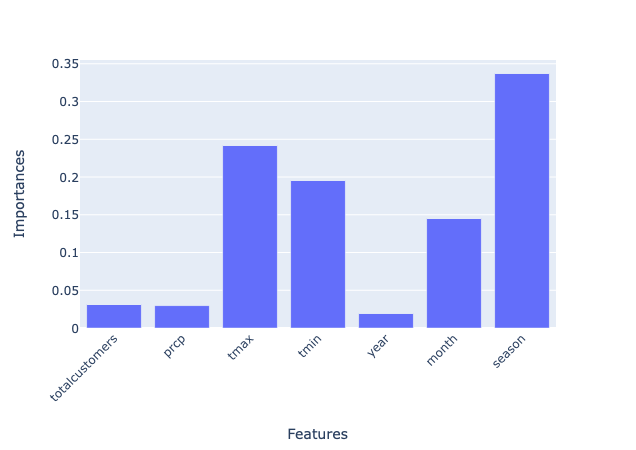 Importances
0.35
0.3
0.25
0.2
0.15
0.1
0.05
0
totalcustomers
prcp
tmax
tmin
year
month
season
Features